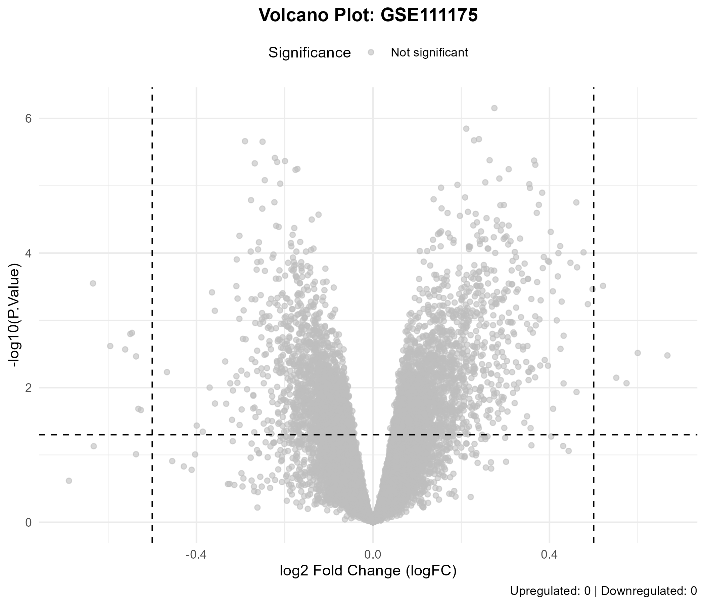 Volcano Plot: GSE111175
Significance Not significant
-log10(P.Value)
6
4
2
0
-0.4 0.0 0.4
log2 Fold Change (logFC)
Upregulated: 0 | Downregulated: 0